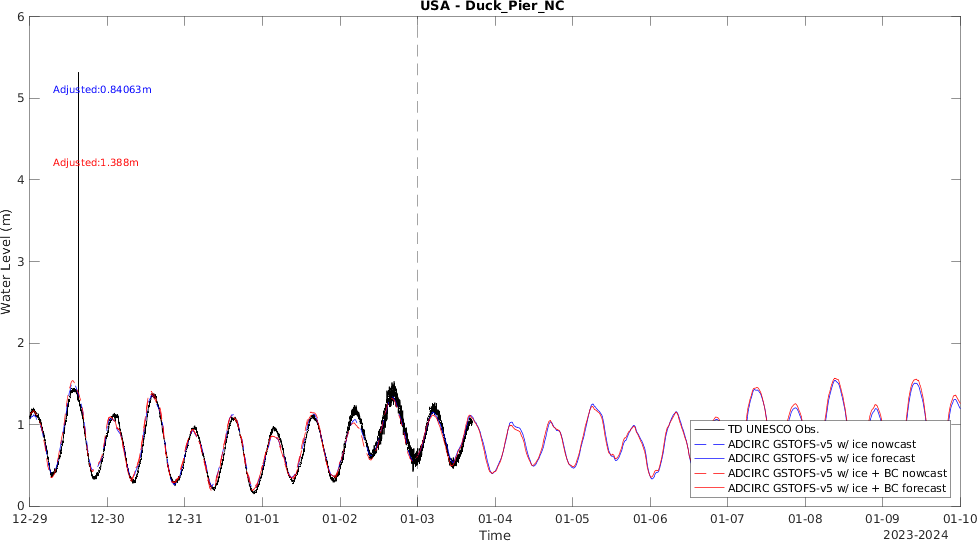 USA - Duck_Pier_NC
6
5
4
3
2
1
0
Water Level (m)
Adjusted:0.84063m
Adjusted:1.388m
TD UNESCO Obs.
ADCIRC GSTOFS-v5 w/ ice nowcast
ADCIRC GSTOFS-v5 w/ ice forecast
ADCIRC GSTOFS-v5 w/ ice + BC nowcast
ADCIRC GSTOFS-v5 w/ ice + BC forecast
12-29 12-30 12-31 01-01 01-02 01-03 01-04 01-05 01-06 01-07 01-08 01-09 01-10
Time
2023-2024